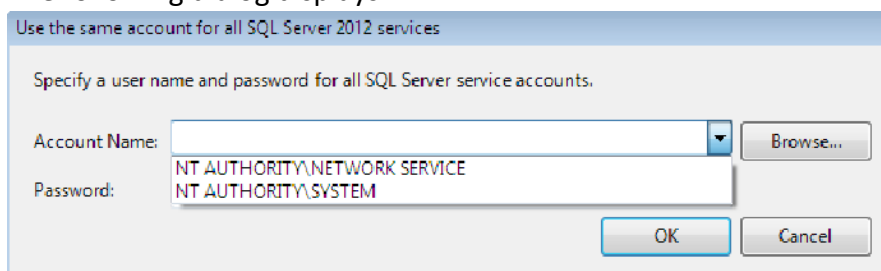 Use the same account for all SQL Server 2012 services
Specify a user name and password for all SQL Server service accounts.
Account Name:
Browse...
NT AUTHORITY\NETWORK SERVICE
Password:
NT AUTHORITY\SYSTEM
OK
Cancel